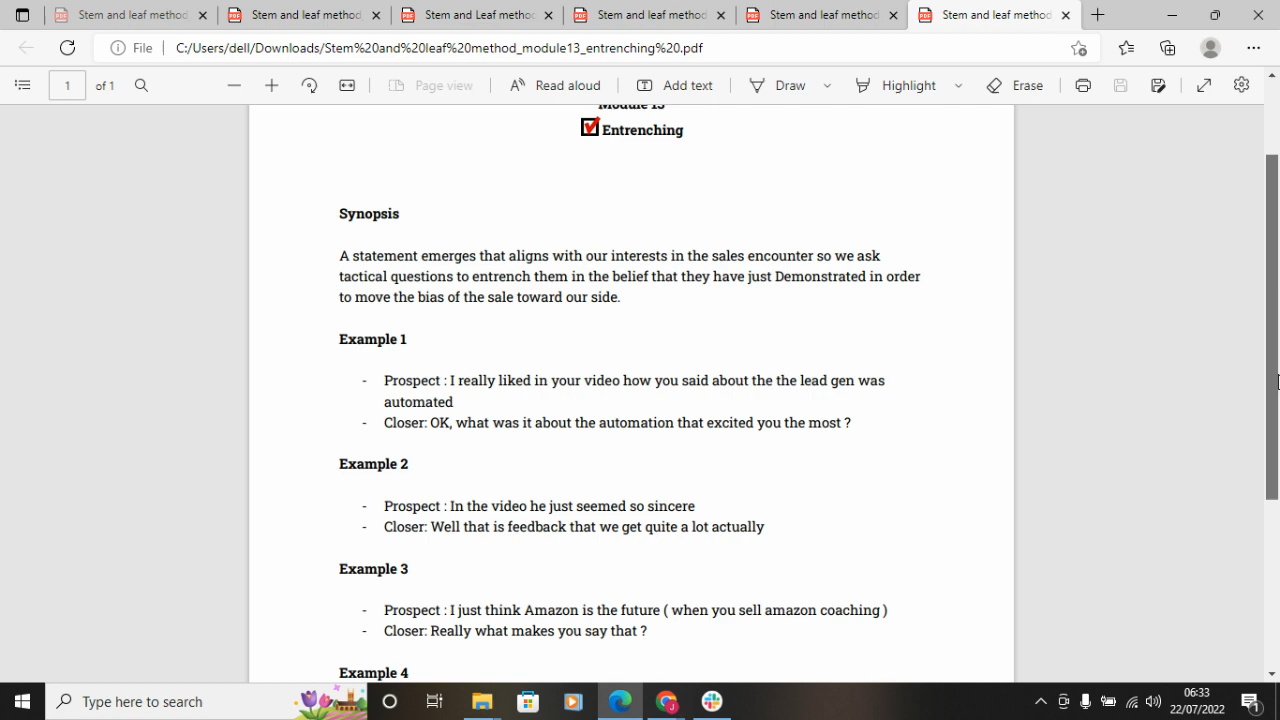 Stem and leaf method
Stem and leaf method
Stem and Leaf method
Stem and leaf method
Stem and leaf method
Stem and leaf method
File
C:/Users/dell/Downloads/Stem%20and%20leaf%20method_module13_entrenching%20.pdf
1
of 1
Page view
Read aloud
Add text
Draw
Highlight
Erase
Module 13
Entrenching
Synopsis
A statement emerges that aligns with our interests in the sales encounter so we ask
tactical questions to entrench them in the belief that they have just Demonstrated in order
to move the bias of the sale toward our side.
Example 1
- Prospect : I really liked in your video how you said about the the lead gen was
automated
- Closer: OK, what was it about the automation that excited you the most ?
Example 2
- Prospect : In the video he just seemed so sincere
- Closer: Well that is feedback that we get quite a lot actually
Example 3
- Prospect : I just think Amazon is the future ( when you sell amazon coaching )
- Closer: Really what makes you say that ?
Example 4
Type here to search
06:33
22/07/2022
1